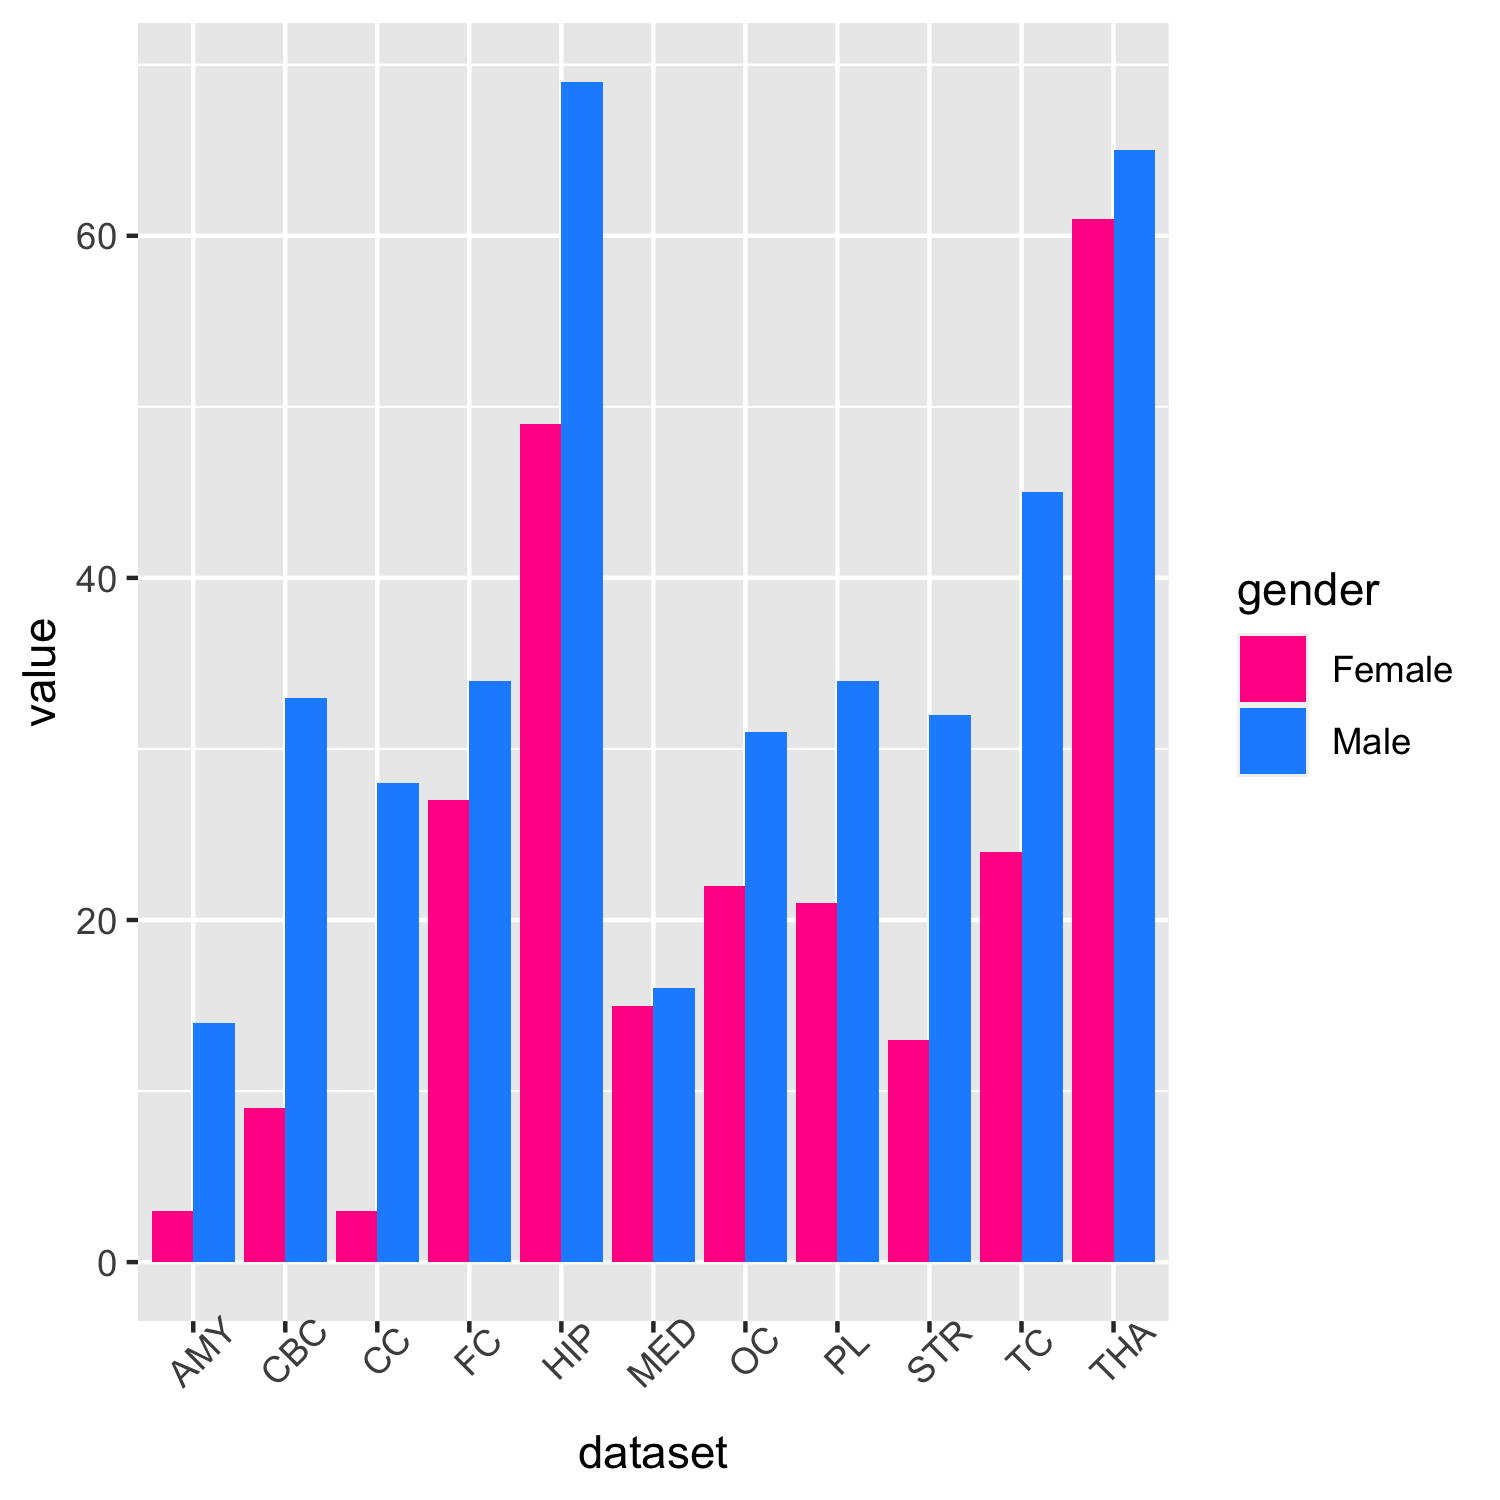 value
60
40
20
0
AMY
CBC
CC
FC
HIP
MED
OC
PL
STR
TC
THA
dataset
gender
Female
Male